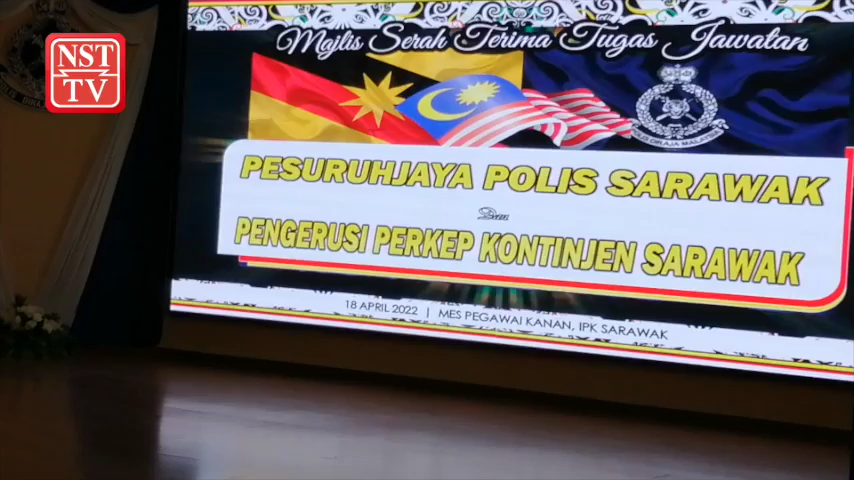 NST
TV
Majlis Serah Terima Tugas Jawatan
PESURUHJAYA POLIS SARAWAK
Dan
PENGERUSI PERKEP KONTINJEN SARAWAK
18 APRIL 2022 | MES PEGAWAI KANAN, IPK SARAWAK